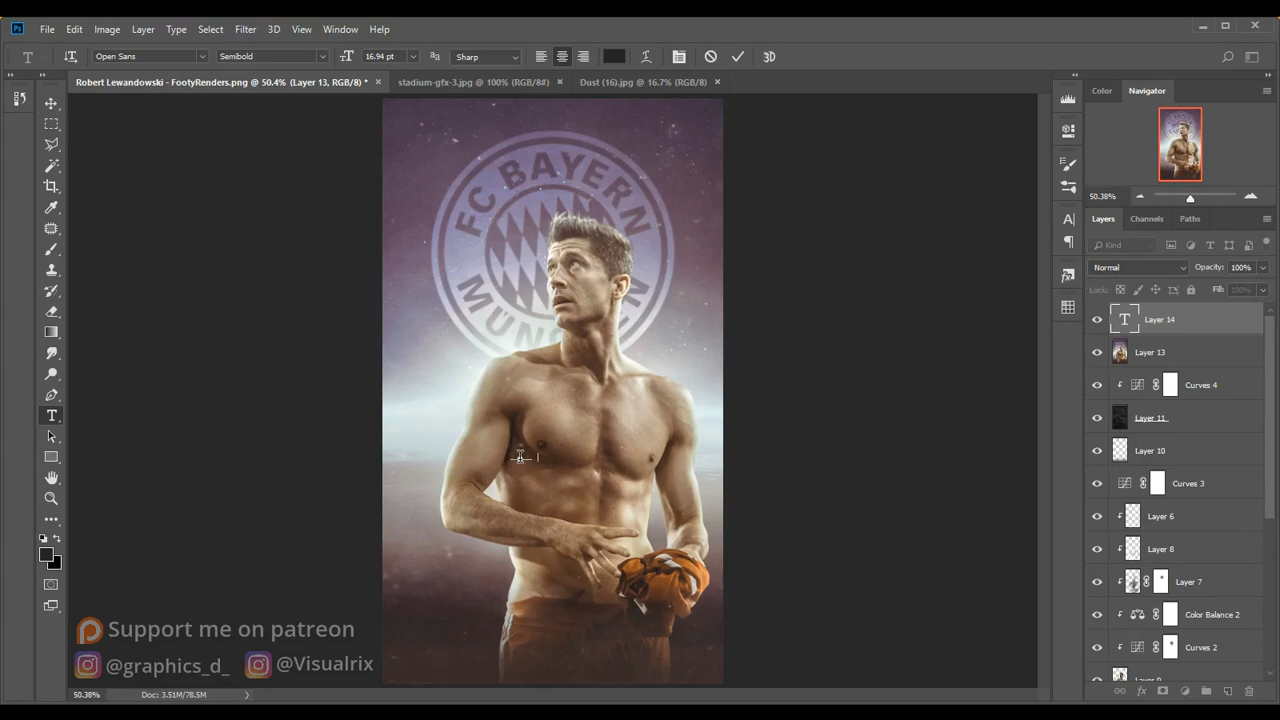 Ps File Edit Image Layer Type Select Filter 3D View Window Help
T Open Sans Semibold 16.94 pt Sharp 3D
Robert Lewandowski - FootyRenders.png @ 50.4% (Layer 13, RGB/8) * × stadium-gfx-3.jpg @ 100% (RGB/8#) × Dust (16).jpg @ 16.7% (RGB/8) ×
Color Navigator
50.38%
Layers Channels Paths
Kind
Normal Opacity: 100%
Lock: Fill: 100%
T Layer 14
Layer 13
Curves 4
Layer 11
Layer 10
Curves 3
Layer 6
Layer 8
Layer 7
Color Balance 2
Curves 2
FC BAYERN
Support me on patreon
@graphics_d_ @Visualrix
50.38% Doc: 3.51M/78.5M